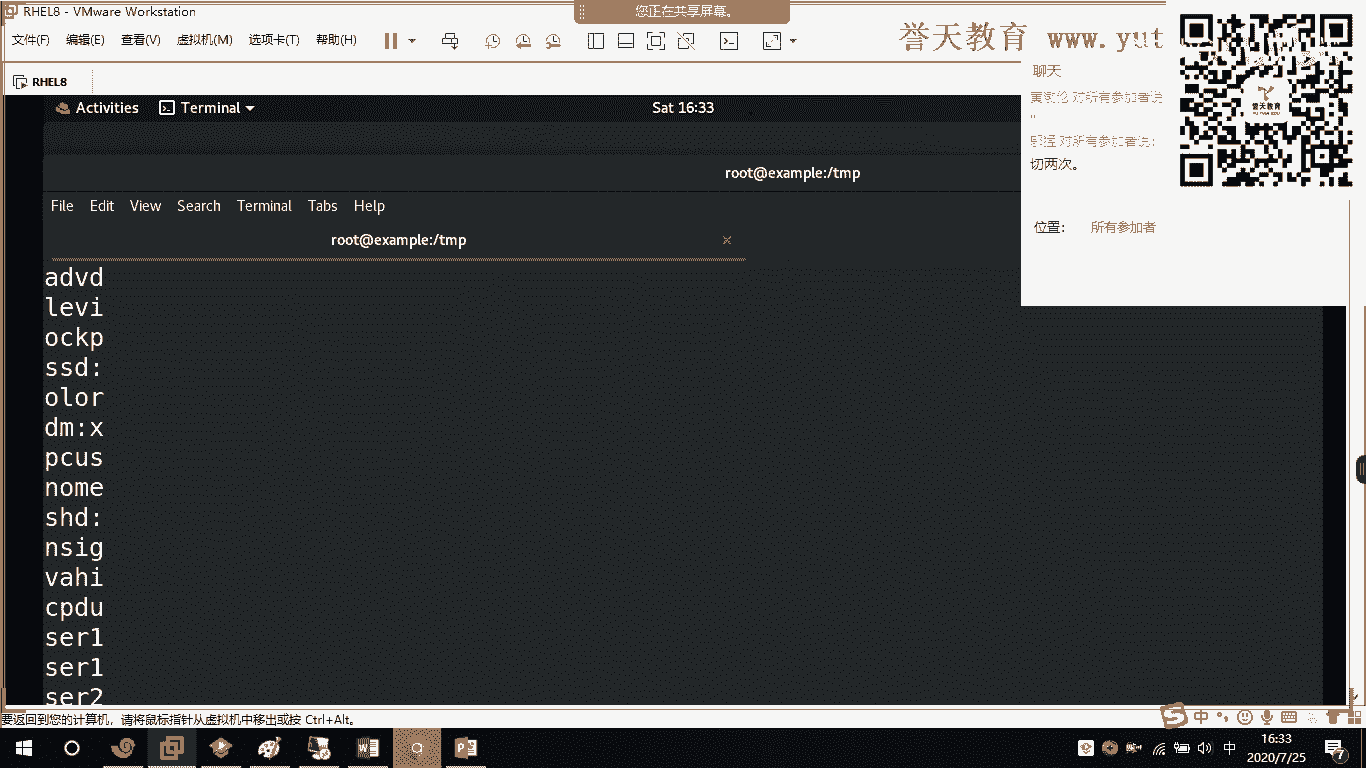 RHEL8 - VMware Workstation
您正在共享屏幕。
文件(F) 编辑(E) 查看(V) 虚拟机(M) 选项卡(T) 帮助(H)
誉天教育 www.yut
RHEL8
聊天
对所有参加者说
"
对所有参加者说:
切两次。
位置: 所有参加者
誉天教育
Activities Terminal Sat 16:33
root@example:/tmp
File Edit View Search Terminal Tabs Help
root@example:/tmp
advd
levi
ockp
ssd:
olor
dm:x
pcus
nome
shd:
nsig
vahi
cpdu
ser1
ser1
ser2
要返回到您的计算机，请将鼠标指针从虚拟机中移出或按 Ctrl+Alt。
中
中
16:33
2020/7/25
7